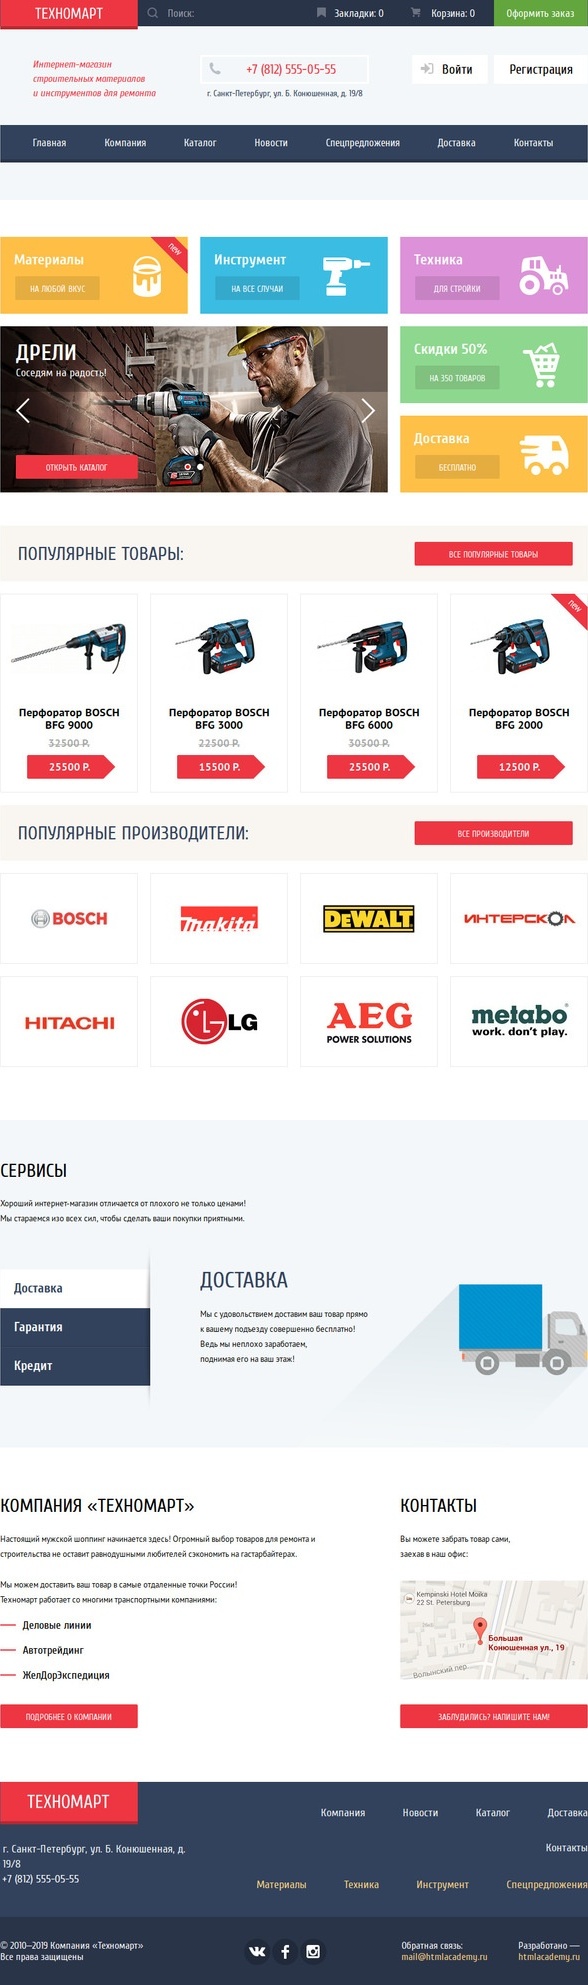 ТЕХНОМАРТ
Поиск:
Закладки: 0
Корзина: 0
Оформить заказ
Интернет-магазин
строительных материалов
и инструментов для ремонта
+7 (812) 555-05-55
г. Санкт-Петербург, ул. Б. Конюшенная, д. 19/8
Войти
Регистрация
Главная
Компания
Каталог
Новости
Спецпредложения
Доставка
Контакты
Материалы
НА ЛЮБОЙ ВКУС
new
Инструмент
НА ВСЕ СЛУЧАИ
Техника
ДЛЯ СТРОЙКИ
ДРЕЛИ
Соседям на радость!
ОТКРЫТЬ КАТАЛОГ
Скидки 50%
НА 350 ТОВАРОВ
Доставка
БЕСПЛАТНО
ПОПУЛЯРНЫЕ ТОВАРЫ:
ВСЕ ПОПУЛЯРНЫЕ ТОВАРЫ
Перфоратор BOSCH
BFG 9000
32500 Р.
25500 Р.
Перфоратор BOSCH
BFG 3000
22500 Р.
15500 Р.
Перфоратор BOSCH
BFG 6000
30500 Р.
25500 Р.
new
Перфоратор BOSCH
BFG 2000
12500 Р.
ПОПУЛЯРНЫЕ ПРОИЗВОДИТЕЛИ:
ВСЕ ПРОИЗВОДИТЕЛИ
BOSCH
makita
DEWALT
ИНТЕРСКОЛ
HITACHI
LG
AEG
POWER SOLUTIONS
metabo
work. don't play.
СЕРВИСЫ
Хороший интернет-магазин отличается от плохого не только ценами!
Мы стараемся изо всех сил, чтобы сделать ваши покупки приятными.
Доставка
Гарантия
Кредит
ДОСТАВКА
Мы с удовольствием доставим ваш товар прямо
к вашему подъезду совершенно бесплатно!
Ведь мы неплохо заработаем,
поднимая его на ваш этаж!
КОМПАНИЯ «ТЕХНОМАРТ»
Настоящий мужской шоппинг начинается здесь! Огромный выбор товаров для ремонта и
строительства не оставит равнодушными любителей сэкономить на гастарбайтерах.
Мы можем доставить ваш товар в самые отдаленные точки России!
Техномарт работает со многими транспортными компаниями:
Деловые линии
Автотрейдинг
ЖелДорЭкспедиция
ПОДРОБНЕЕ О КОМПАНИИ
КОНТАКТЫ
Вы можете забрать товар сами,
заехав в наш офис:
Kempinski Hotel Moika
22 St. Petersburg
Большая
Конюшенная ул., 19
Волынский пер
ЗАБЛУДИЛИСЬ? НАПИШИТЕ НАМ!
ТЕХНОМАРТ
г. Санкт-Петербург, ул. Б. Конюшенная, д.
19/8
+7 (812) 555-05-55
Компания
Новости
Каталог
Доставка
Контакты
Материалы
Техника
Инструмент
Спецпредложения
© 2010–2019 Компания «Техномарт»
Все права защищены
Обратная связь:
mail@htmlacademy.ru
Разработано —
htmlacademy.ru